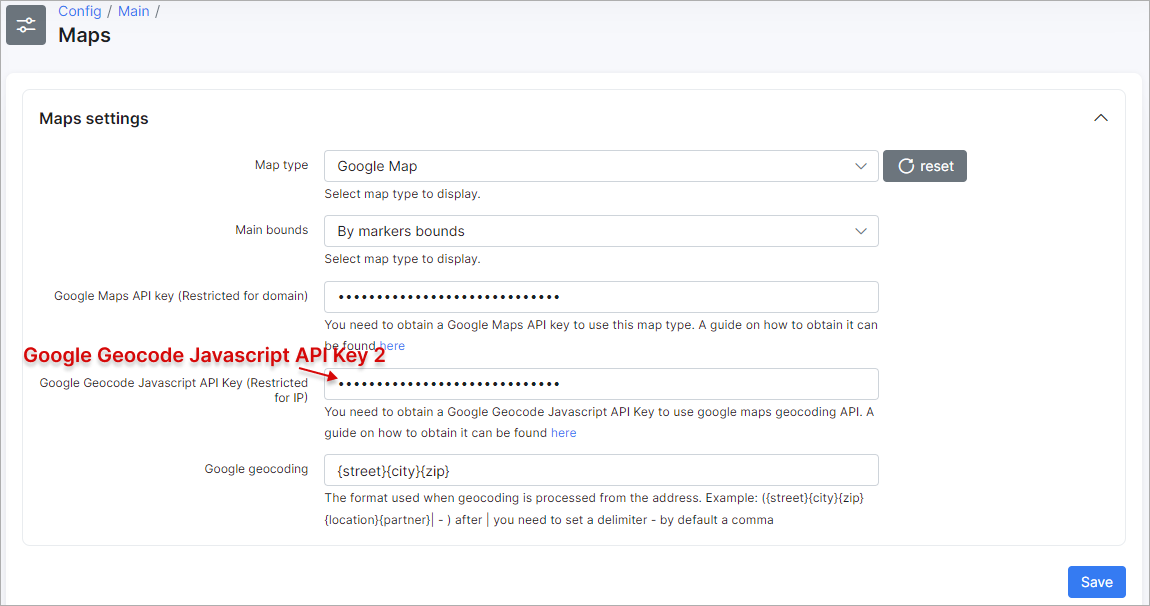 Config / Main /
Maps
Maps settings
Map type
Google Map
reset
Select map type to display.
Main bounds
By markers bounds
Select map type to display.
Google Maps API key (Restricted for domain)
••••••••••••••••••••••••••••
You need to obtain a Google Maps API key to use this map type. A guide on how to obtain it can
be found here
Google Geocode Javascript API Key 2
Google Geocode Javascript API Key (Restricted
for IP)
••••••••••••••••••••••••••••
You need to obtain a Google Geocode Javascript API Key to use google maps geocoding API. A
guide on how to obtain it can be found here
Google geocoding
{street}{city}{zip}
The format used when geocoding is processed from the address. Example: ({street}{city}{zip}
{location}{partner}| - ) after | you need to set a delimiter - by default a comma
Save